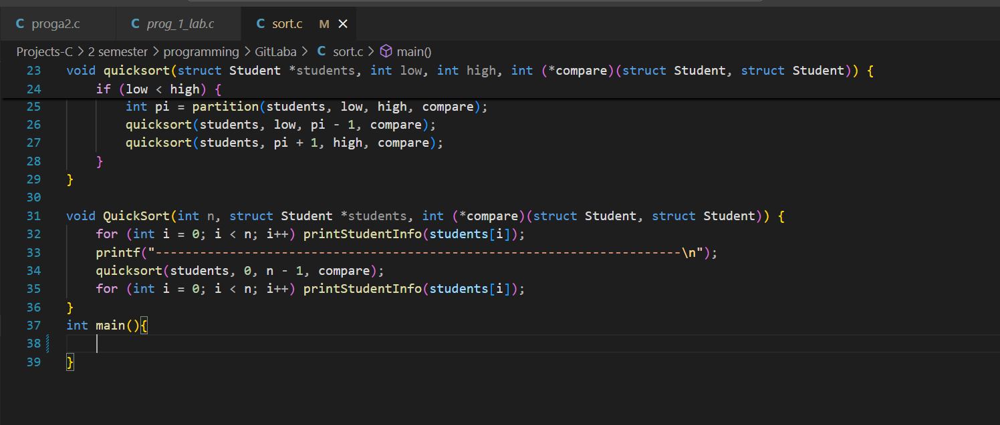 C proga2.c C prog_1_lab.c C sort.c M ×
Projects-C > 2 semester > programming > GitLaba > C sort.c > main()
23 void quicksort(struct Student *students, int low, int high, int (*compare)(struct Student, struct Student)) {
24 if (low < high) {
25 int pi = partition(students, low, high, compare);
26 quicksort(students, low, pi - 1, compare);
27 quicksort(students, pi + 1, high, compare);
28 }
29 }
30
31 void QuickSort(int n, struct Student *students, int (*compare)(struct Student, struct Student)) {
32 for (int i = 0; i < n; i++) printStudentInfo(students[i]);
33 printf("-----------------------------------------------------------------------\n");
34 quicksort(students, 0, n - 1, compare);
35 for (int i = 0; i < n; i++) printStudentInfo(students[i]);
36 }
37 int main(){
38
39 }